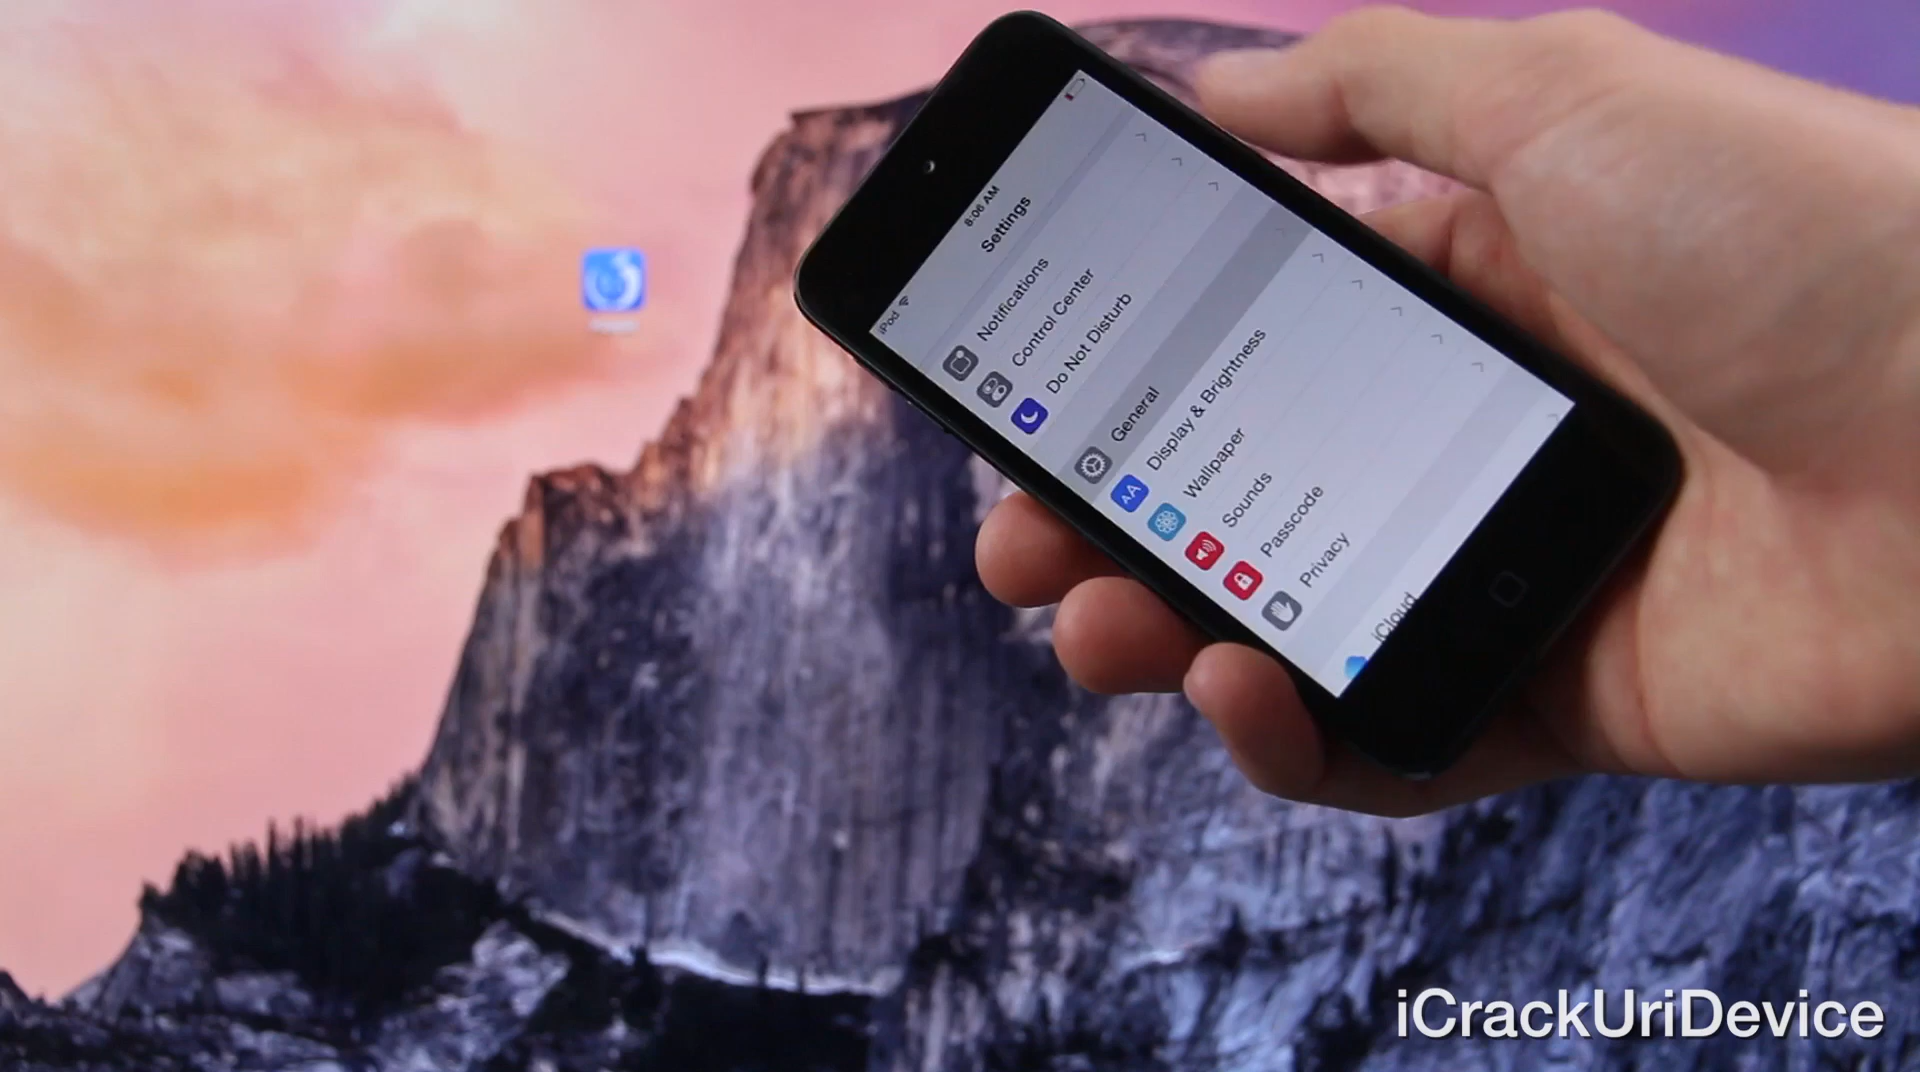 iPod
8:06 AM
Settings
Notifications
Control Center
Do Not Disturb
General
Display & Brightness
AA
Wallpaper
Sounds
Passcode
Privacy
iCloud
iCrackUriDevice